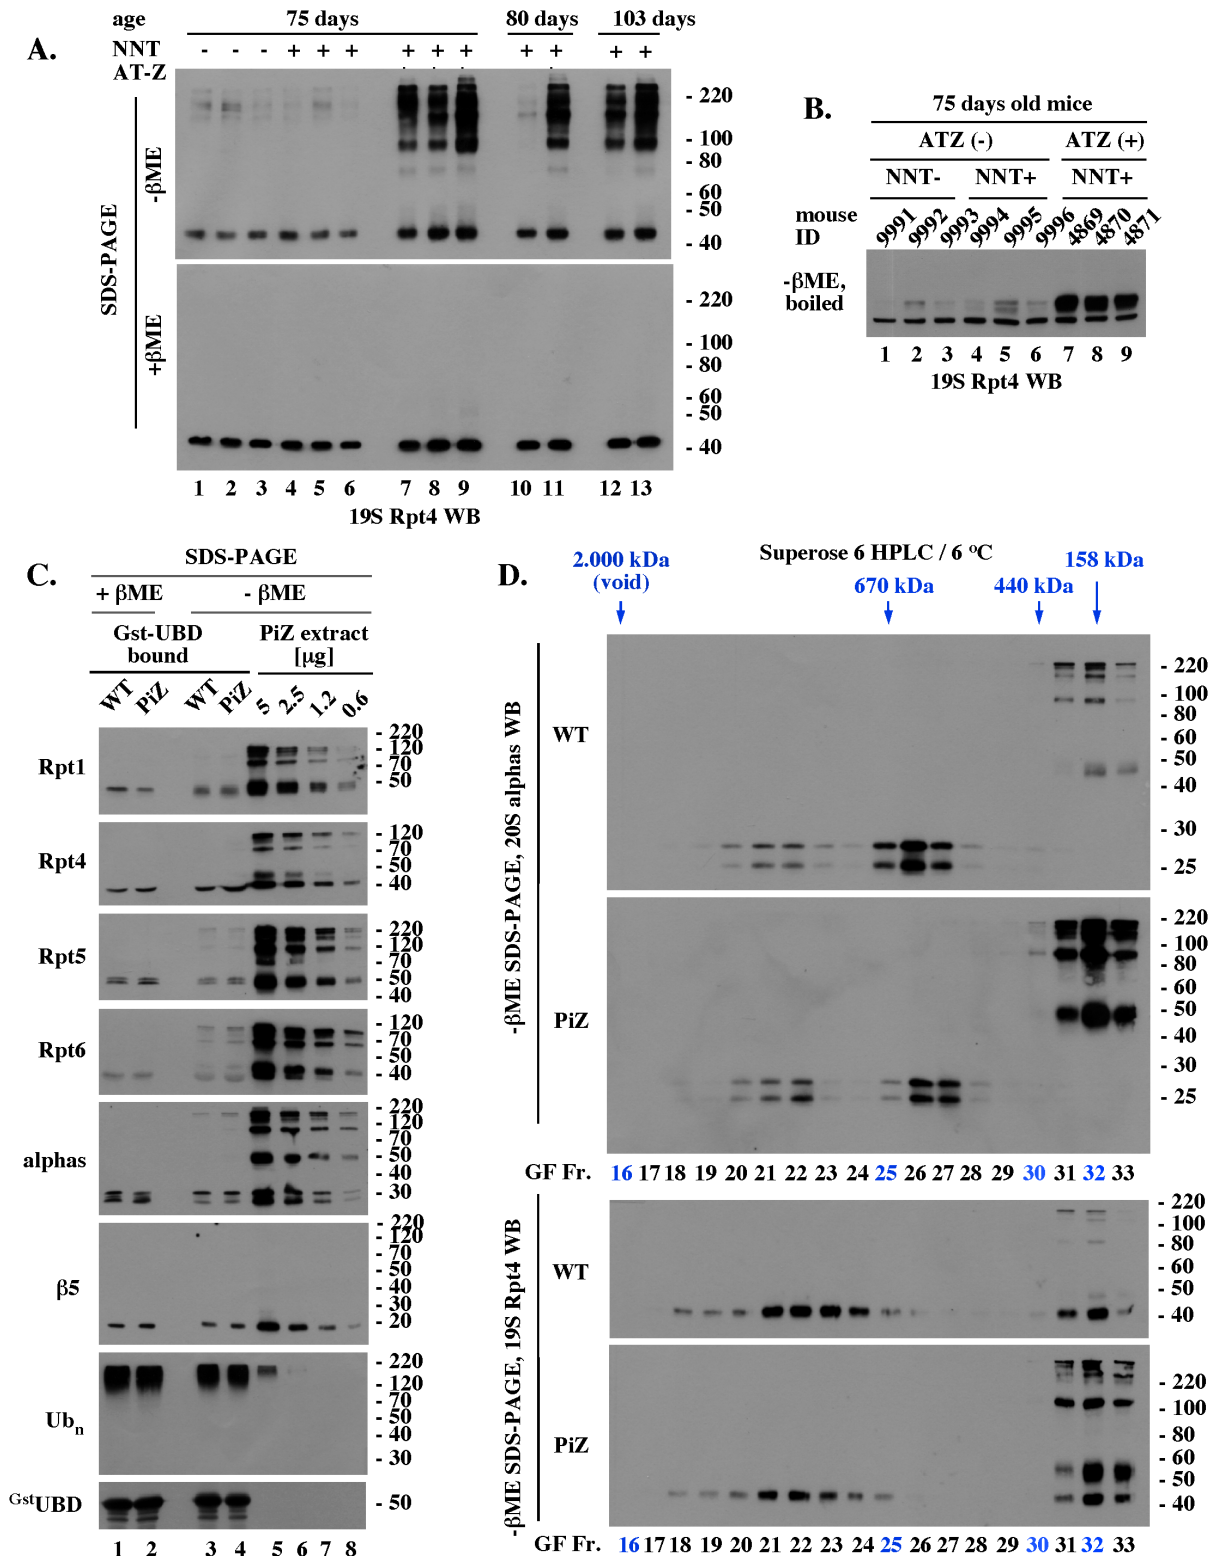 A.
age 75 days 80 days 103 days
NNT - - - + + + + + + + + + +
AT-Z
SDS-PAGE
-βME
- 220
- 100
- 80
- 60
- 50
- 40
+βME
- 220
- 100
- 80
- 60
- 50
- 40
1 2 3 4 5 6 7 8 9 10 11 12 13
19S Rpt4 WB
B.
75 days old mice
ATZ (-) ATZ (+)
NNT- NNT+ NNT+
mouse ID 9991 9992 9993 9994 9995 9996 4869 4870 4871
-βME,
boiled
1 2 3 4 5 6 7 8 9
19S Rpt4 WB
C.
SDS-PAGE
+ βME - βME
Gst-UBD bound PiZ extract [µg]
WT PiZ WT PiZ 5 2.5 1.2 0.6
Rpt1
- 220
- 120
- 70
- 50
Rpt4
- 120
- 70
- 50
- 40
Rpt5
- 220
- 120
- 70
- 50
- 40
Rpt6
- 120
- 70
- 50
- 40
alphas
- 220
- 120
- 70
- 50
- 40
- 30
β5
- 220
- 120
- 70
- 50
- 40
- 30
- 20
Ubn
- 220
- 120
- 70
- 50
- 40
- 30
GstUBD
- 50
1 2 3 4 5 6 7 8
D.
Superose 6 HPLC / 6 °C
2.000 kDa (void) 670 kDa 440 kDa 158 kDa
-βME SDS-PAGE, 20S alphas WB
WT
- 220
- 100
- 80
- 60
- 50
- 40
- 30
- 25
PiZ
- 220
- 100
- 80
- 60
- 50
- 40
- 30
- 25
GF Fr. 16 17 18 19 20 21 22 23 24 25 26 27 28 29 30 31 32 33
-βME SDS-PAGE, 19S Rpt4 WB
WT
- 220
- 100
- 80
- 60
- 50
- 40
PiZ
- 220
- 100
- 80
- 60
- 50
- 40
GF Fr. 16 17 18 19 20 21 22 23 24 25 26 27 28 29 30 31 32 33